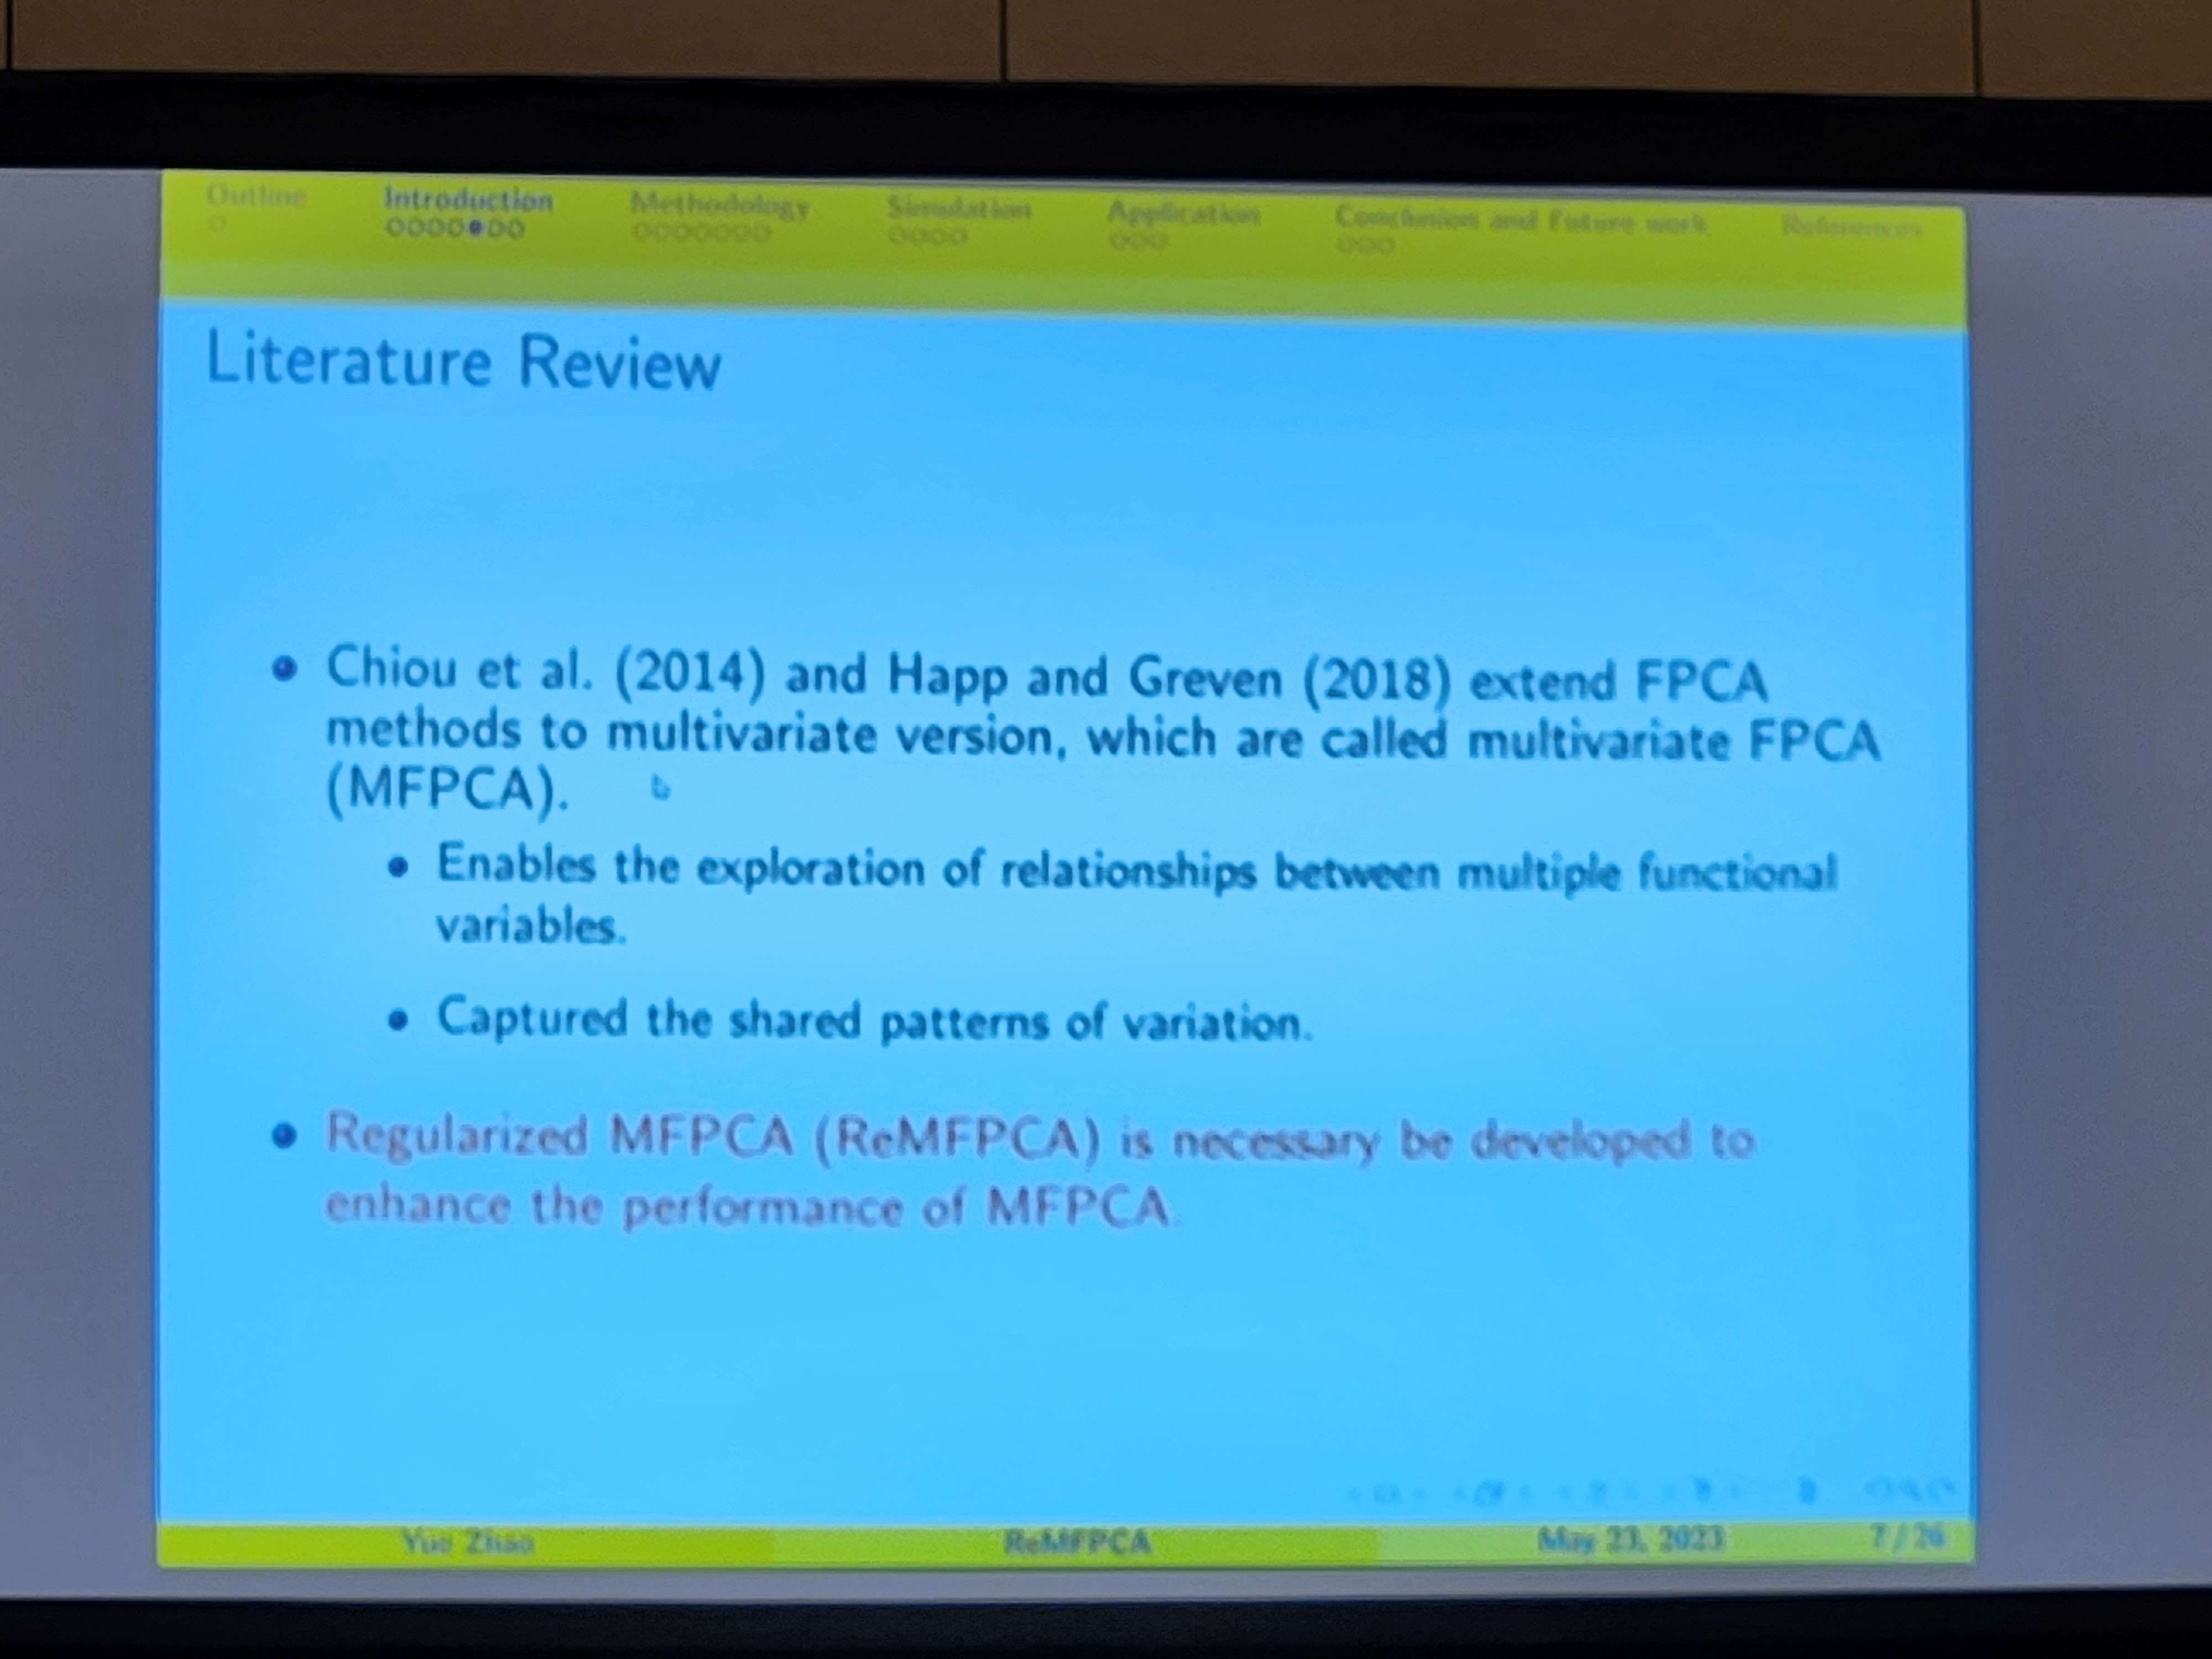 Outline Introduction Methodology Simulation Application Conclusion and Future work References
Literature Review
Chiou et al. (2014) and Happ and Greven (2018) extend FPCA
methods to multivariate version, which are called multivariate FPCA
(MFPCA).
Enables the exploration of relationships between multiple functional
variables.
Captured the shared patterns of variation.
Regularized MFPCA (ReMFPCA) is necessary be developed to
enhance the performance of MFPCA.
Yue Zhao ReMFPCA May 23, 2023 7 / 26